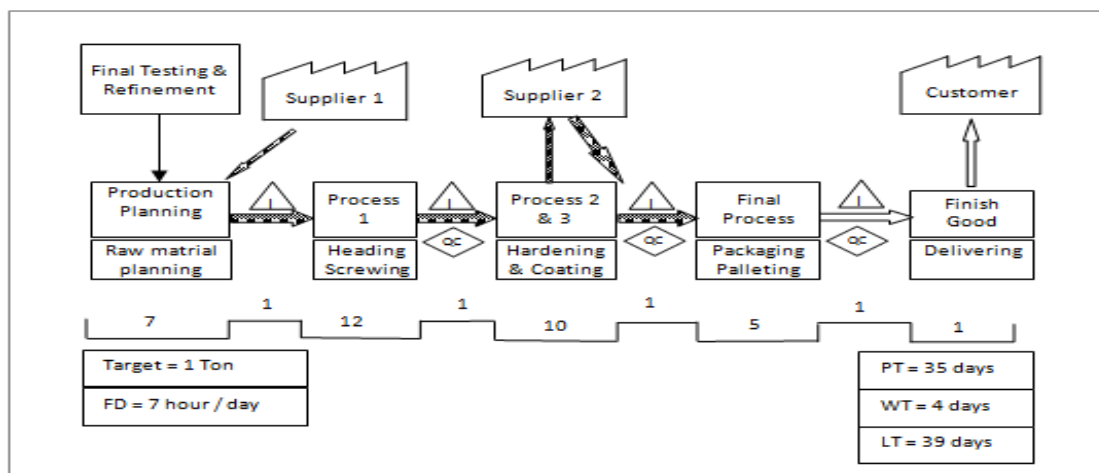 Final Testing &
Refinement
Supplier 1
Supplier 2
Customer
Production
Planning
I
Process
1
I
QC
Process 2
& 3
I
QC
Final
Process
I
QC
Finish
Good
Raw matrial
planning
Heading
Screwing
Hardening
& Coating
Packaging
Palleting
Delivering
7
1
12
1
10
1
5
1
1
Target = 1 Ton
FD = 7 hour / day
PT = 35 days
WT = 4 days
LT = 39 days